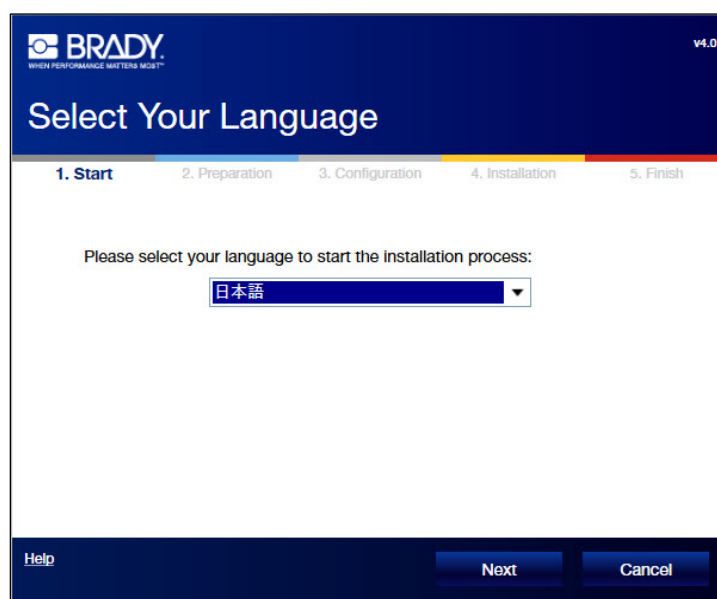 BRADY.
WHEN PERFORMANCE MATTERS MOST™
v4.0
Select Your Language
1. Start 2. Preparation 3. Configuration 4. Installation 5. Finish
Please select your language to start the installation process:
日本語
Help Next Cancel